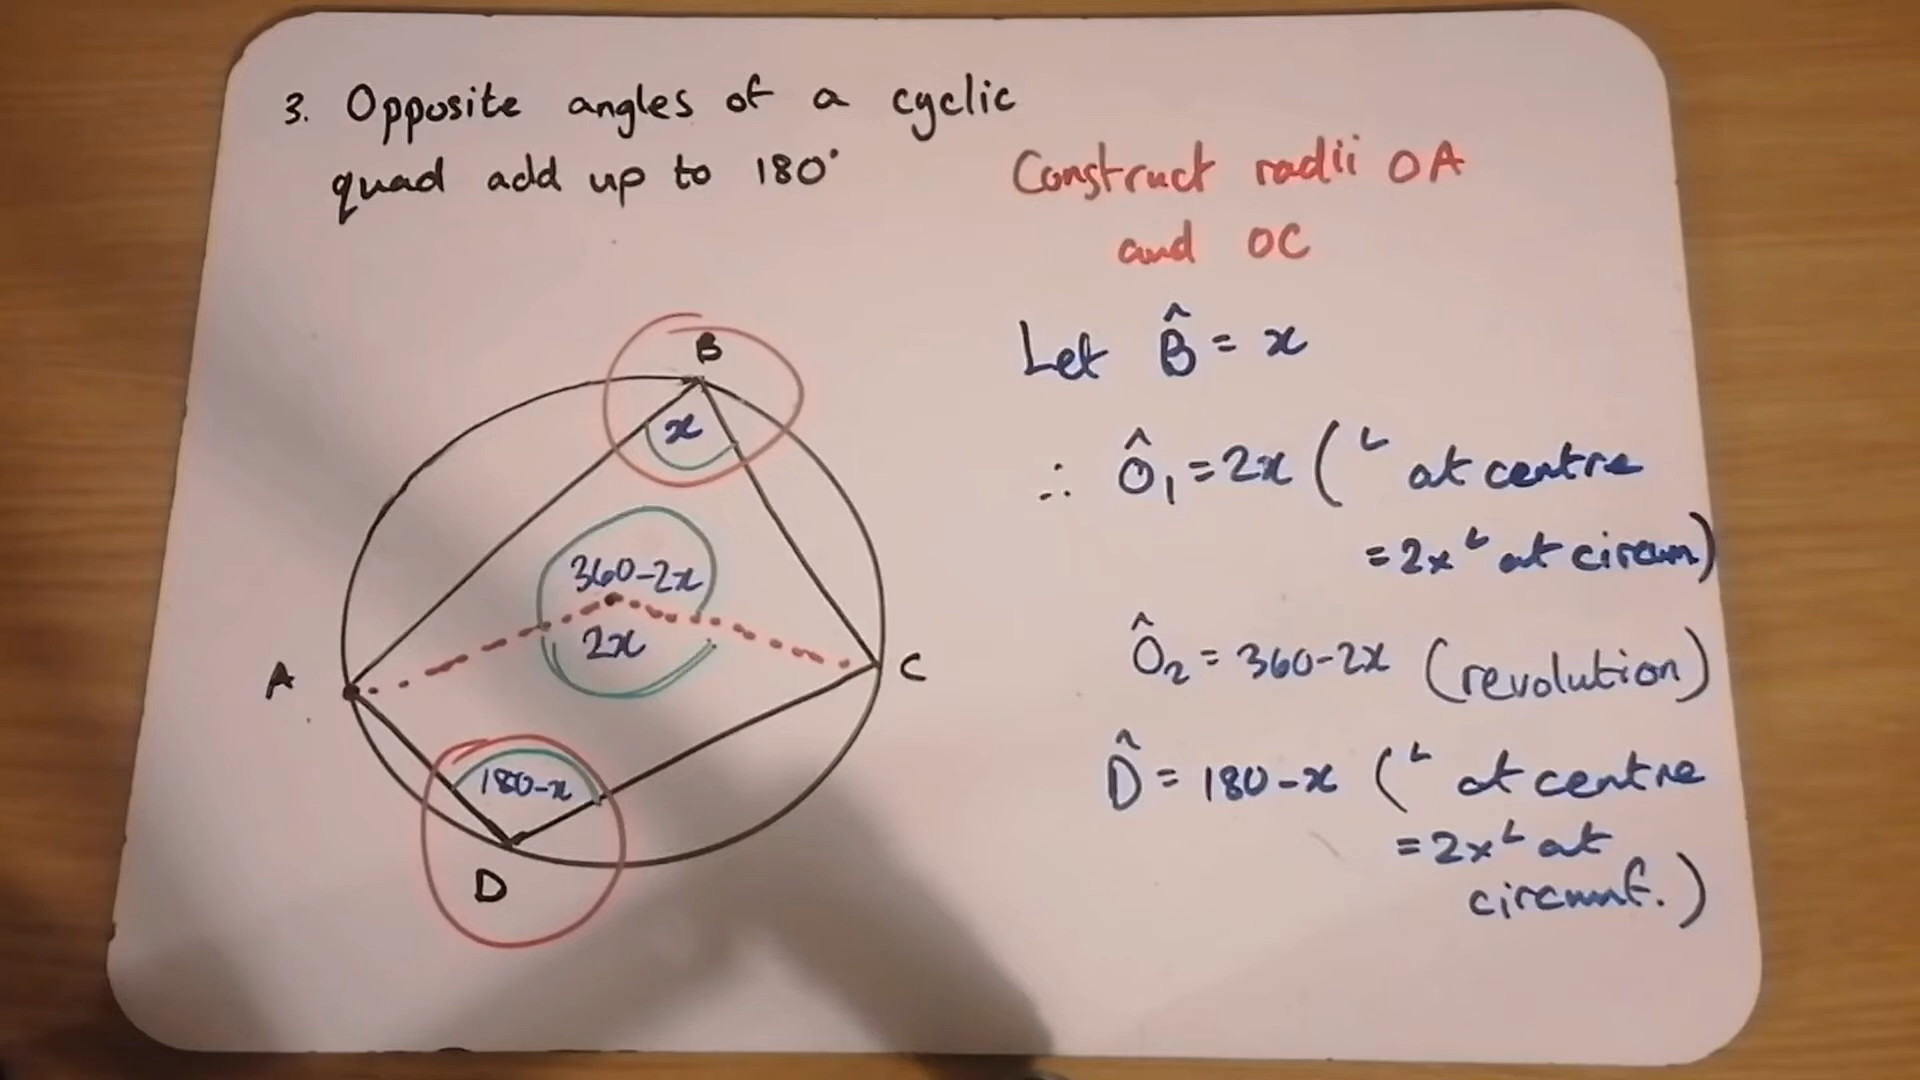 3. Opposite angles of a cyclic
quad add up to 180°
Construct radii OA
and OC
Let B̂ = x
∴ Ô₁ = 2x (∠ at centre
= 2x∠ at circum)
Ô₂ = 360-2x (revolution)
D̂ = 180-x (∠ at centre
= 2x∠ at
circumf.)
B
x
360-2x
2x
A
C
180-x
D